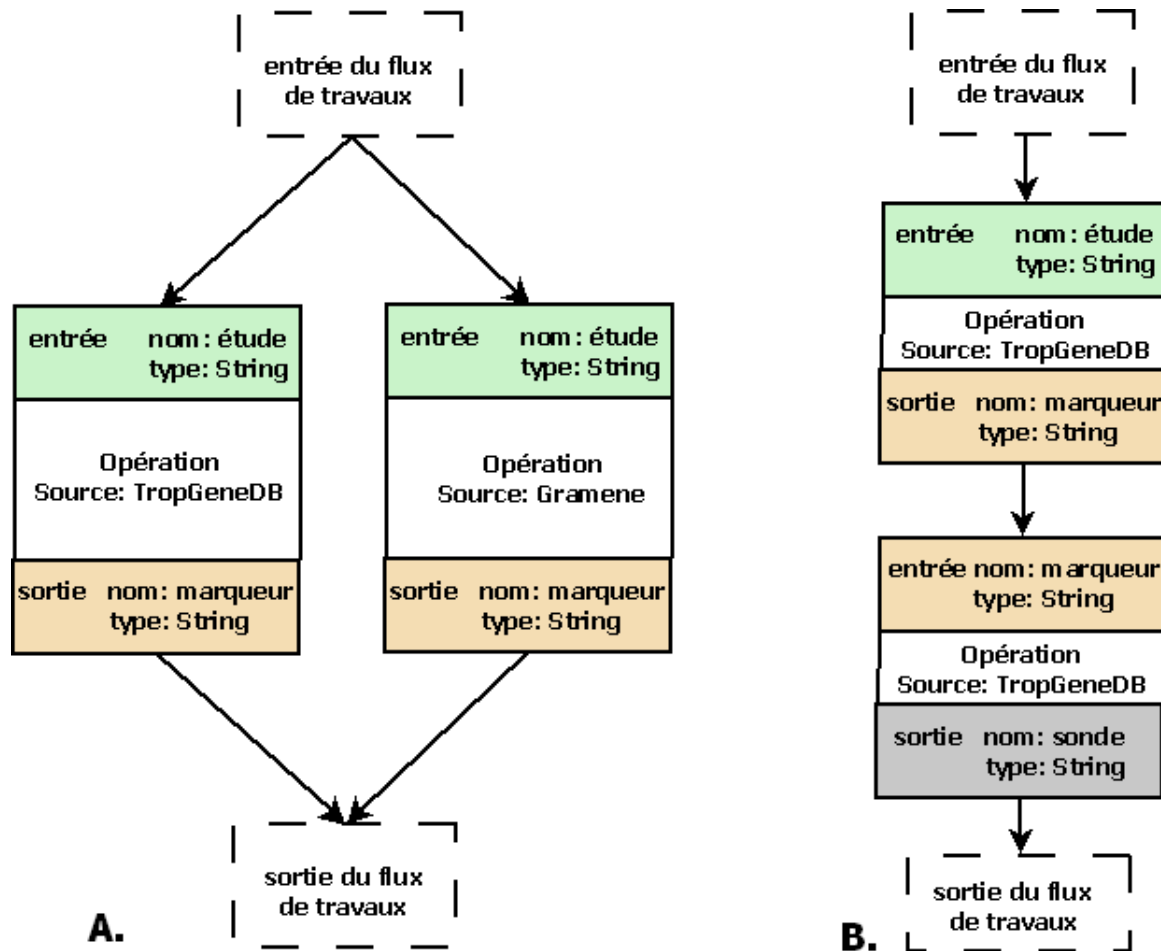 entrée du flux
de travaux
entrée nom : étude
type: String
Opération
Source: TropGeneDB
sortie nom: marqueur
type: String
entrée nom : étude
type: String
Opération
Source: Gramene
sortie nom: marqueur
type: String
sortie du flux
de travaux
A.
entrée du flux
de travaux
entrée nom : étude
type: String
Opération
Source: TropGeneDB
sortie nom: marqueur
type: String
entrée nom: marqueur
type: String
Opération
Source: TropGeneDB
sortie nom: sonde
type: String
sortie du flux
de travaux
B.